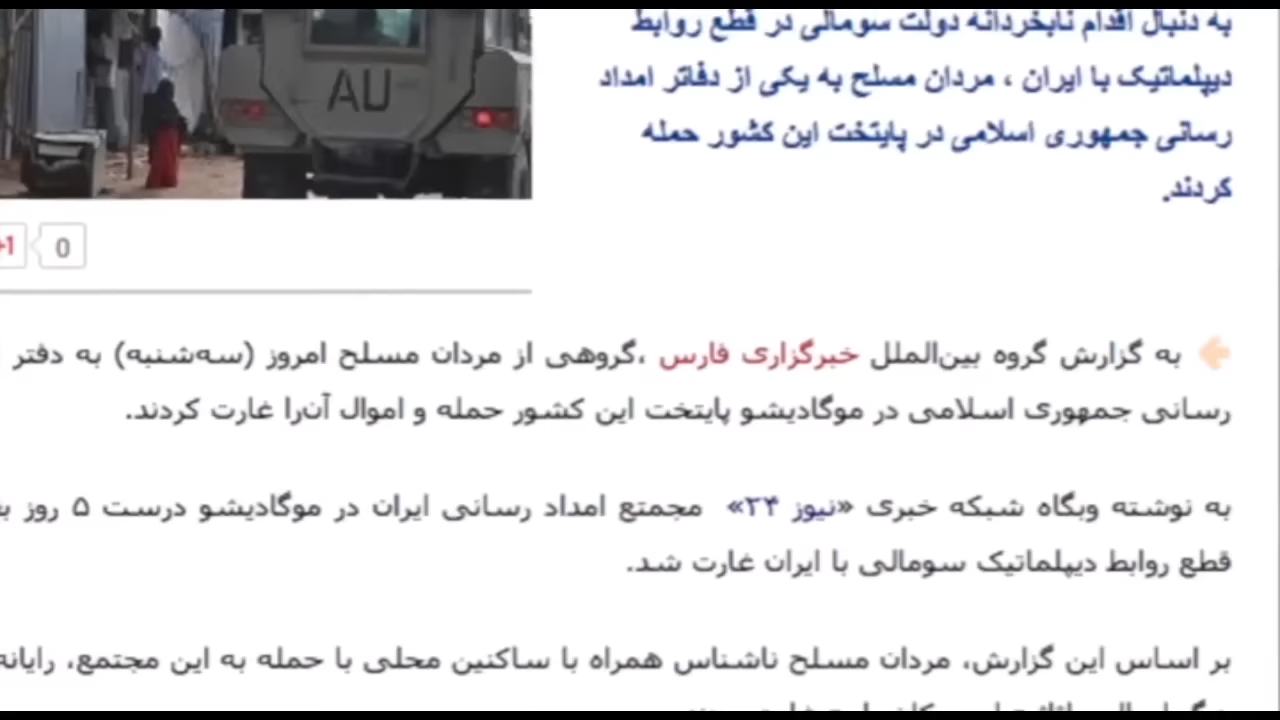 به دنبال اقدام نابخردانه دولت سومالی در قطع روابط
دیپلماتیک با ایران ، مردان مسلح به یکی از دفاتر امداد
رسانی جمهوری اسلامی در پایتخت این کشور حمله
کردند.
AU
+1
0
به گزارش گروه بین‌الملل خبرگزاری فارس ،گروهی از مردان مسلح امروز (سه‌شنبه) به دفتر
رسانی جمهوری اسلامی در موگادیشو پایتخت این کشور حمله و اموال آن‌را غارت کردند.
به نوشته وبگاه شبکه خبری «نیوز ۲۴» مجمتع امداد رسانی ایران در موگادیشو درست ۵ روز
قطع روابط دیپلماتیک سومالی با ایران غارت شد.
بر اساس این گزارش، مردان مسلح ناشناس همراه با ساکنین محلی با حمله به این مجتمع، رایانه